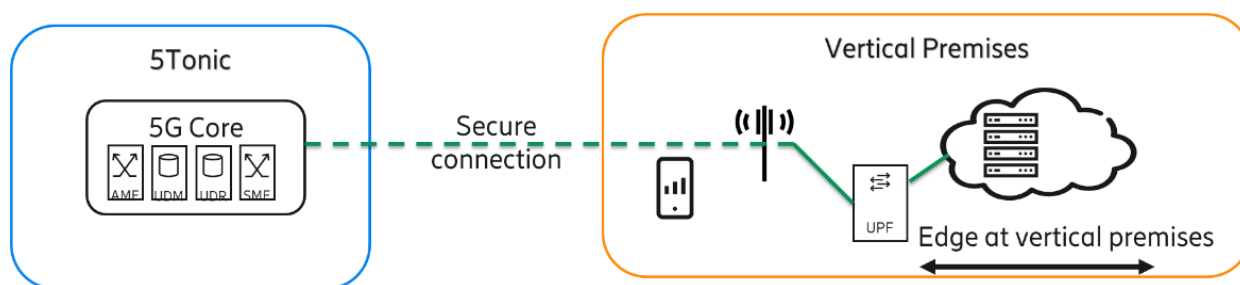 5Tonic
5G Core
AMF
UDM
UDR
SMF
Secure
connection
Vertical Premises
UPF
Edge at vertical premises